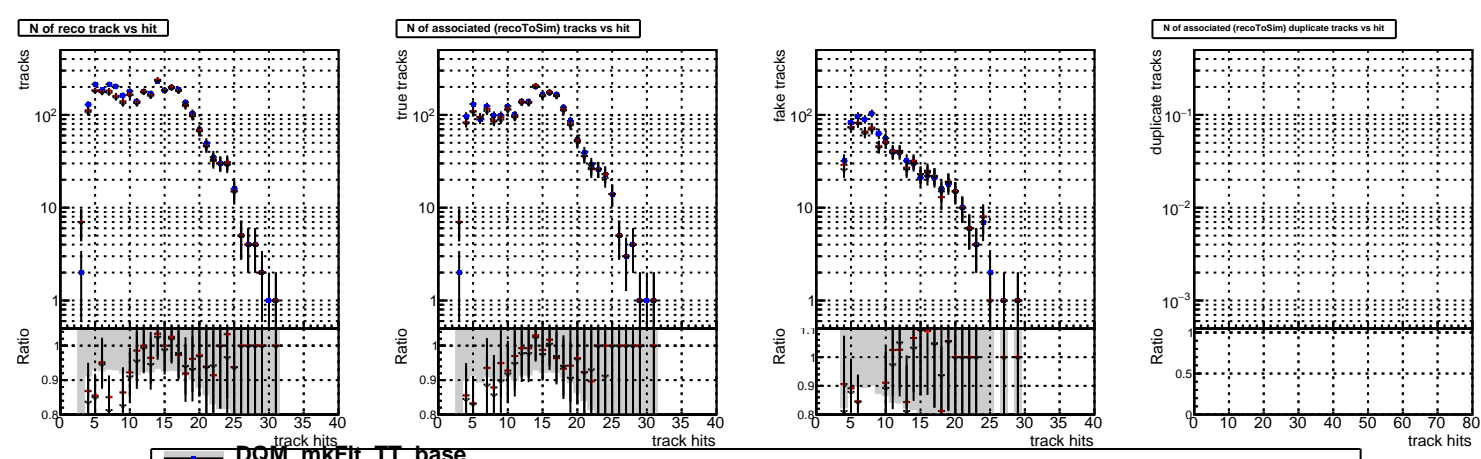 N of reco track vs hit
tracks
10²
10
1
Ratio
1
0.9
0.8
0 5 10 15 20 25 30 35 40
track hits
N of associated (recoToSim) tracks vs hit
true tracks
10²
10
1
Ratio
1
0.9
0.8
0 5 10 15 20 25 30 35 40
track hits
fake tracks
10²
10
1
Ratio
1.1
1
0.9
0.8
0 5 10 15 20 25 30 35 40
track hits
N of associated (recoToSim) duplicate tracks vs hit
duplicate tracks
10⁻¹
10⁻²
10⁻³
Ratio
1
0.5
0
0 10 20 30 40 50 60 70 80
track hits
DQM_mkFit_TT_base